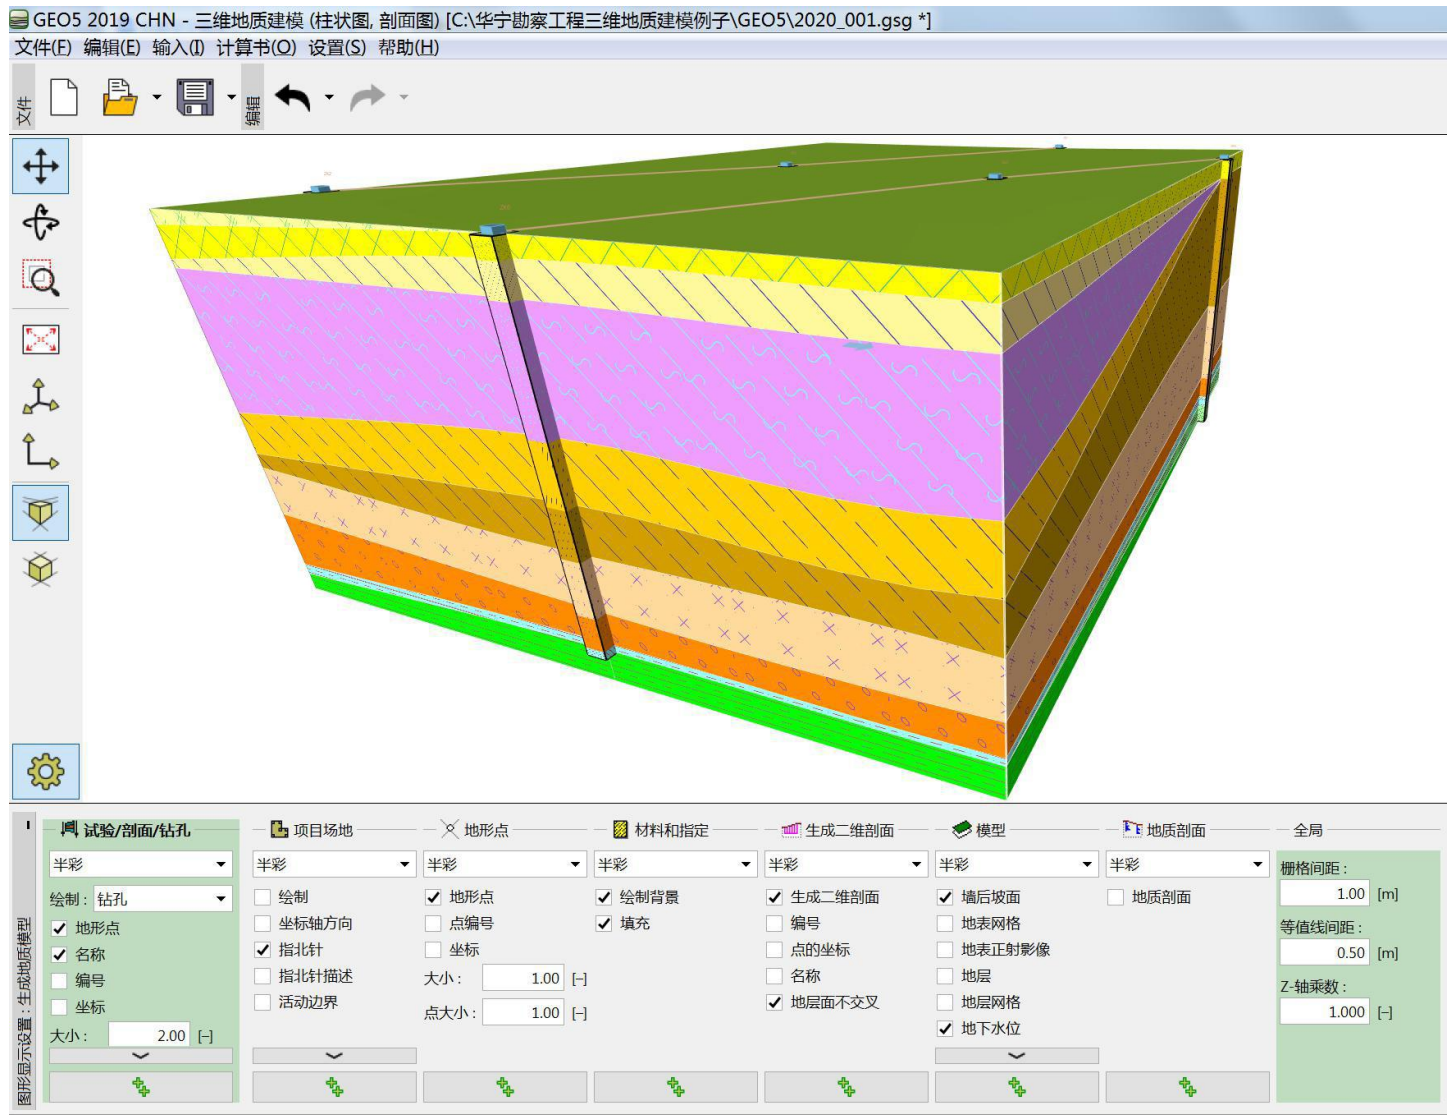 GEO5 2019 CHN - 三维地质建模 (柱状图, 剖面图) [C:\华宁勘察工程三维地质建模例子\GEO5\2020_001.gsg *]
文件(F) 编辑(E) 输入(I) 计算书(O) 设置(S) 帮助(H)
文件
编辑
图形显示设置 : 生成地质模型
试验/剖面/钻孔
半彩
绘制 : 钻孔
地形点
名称
编号
坐标
大小 : 2.00 [–]
项目场地
半彩
绘制
坐标轴方向
指北针
指北针描述
活动边界
地形点
半彩
地形点
点编号
坐标
大小 : 1.00 [–]
点大小 : 1.00 [–]
材料和指定
半彩
绘制背景
填充
生成二维剖面
半彩
生成二维剖面
编号
点的坐标
名称
地层面不交叉
模型
半彩
墙后坡面
地表网格
地表正射影像
地层
地层网格
地下水位
地质剖面
半彩
地质剖面
全局
栅格间距 :
1.00 [m]
等值线间距 :
0.50 [m]
Z-轴乘数 :
1.000 [–]